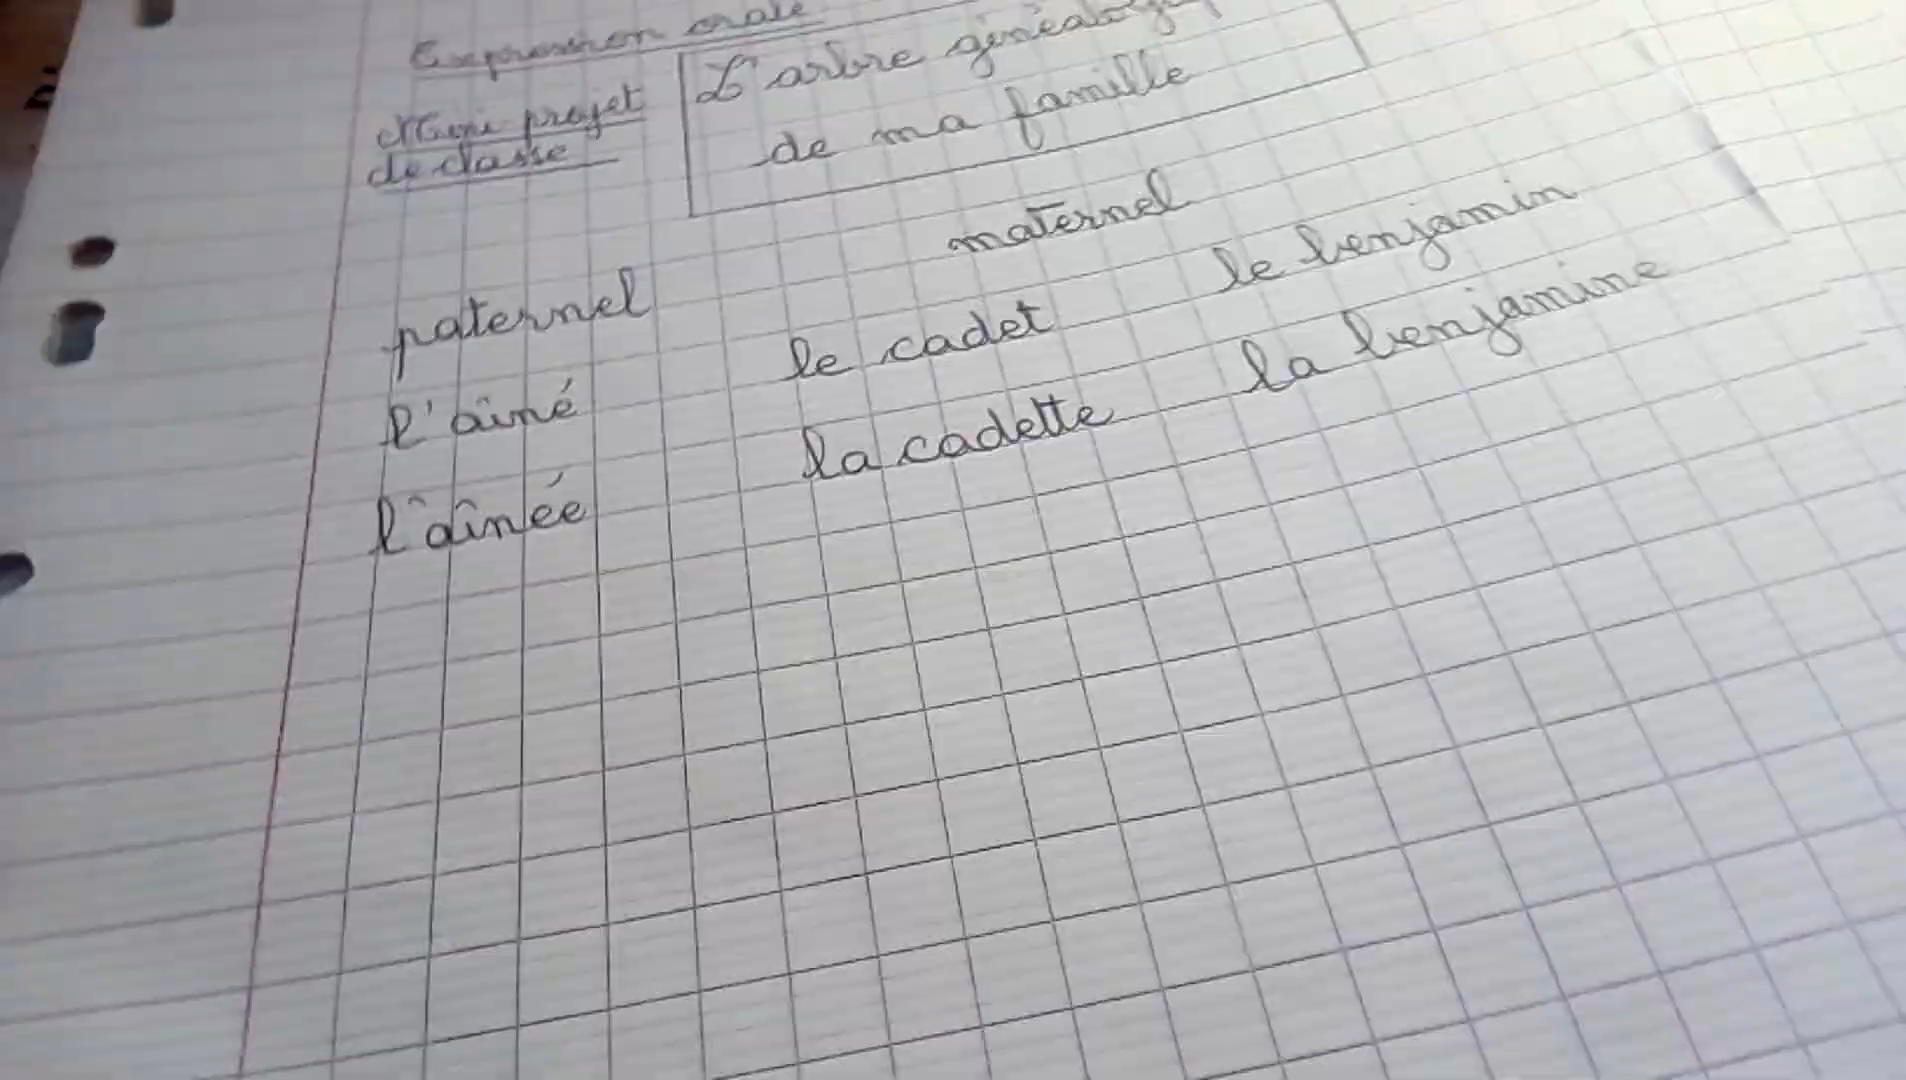 Expression orale
Mini projet
de classe
L'arbre
de ma famille
paternel maternel
l'aîné le cadet le benjamin
l'aînée la cadette la benjamine